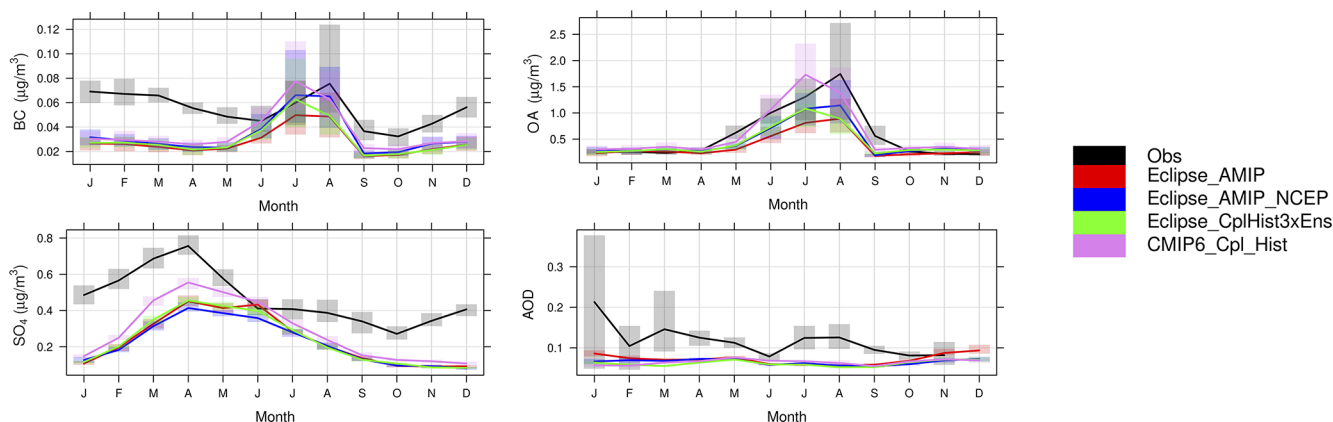 BC (µg/m³)
0.12
0.10
0.08
0.06
0.04
0.02
J F M A M J J A S O N D
Month
OA (µg/m³)
2.5
2.0
1.5
1.0
0.5
J F M A M J J A S O N D
Month
SO₄ (µg/m³)
0.8
0.6
0.4
0.2
J F M A M J J A S O N D
Month
AOD
0.3
0.2
0.1
J F M A M J J A S O N D
Month
Obs
Eclipse_AMIP
Eclipse_AMIP_NCEP
Eclipse_CplHist3xEns
CMIP6_Cpl_Hist